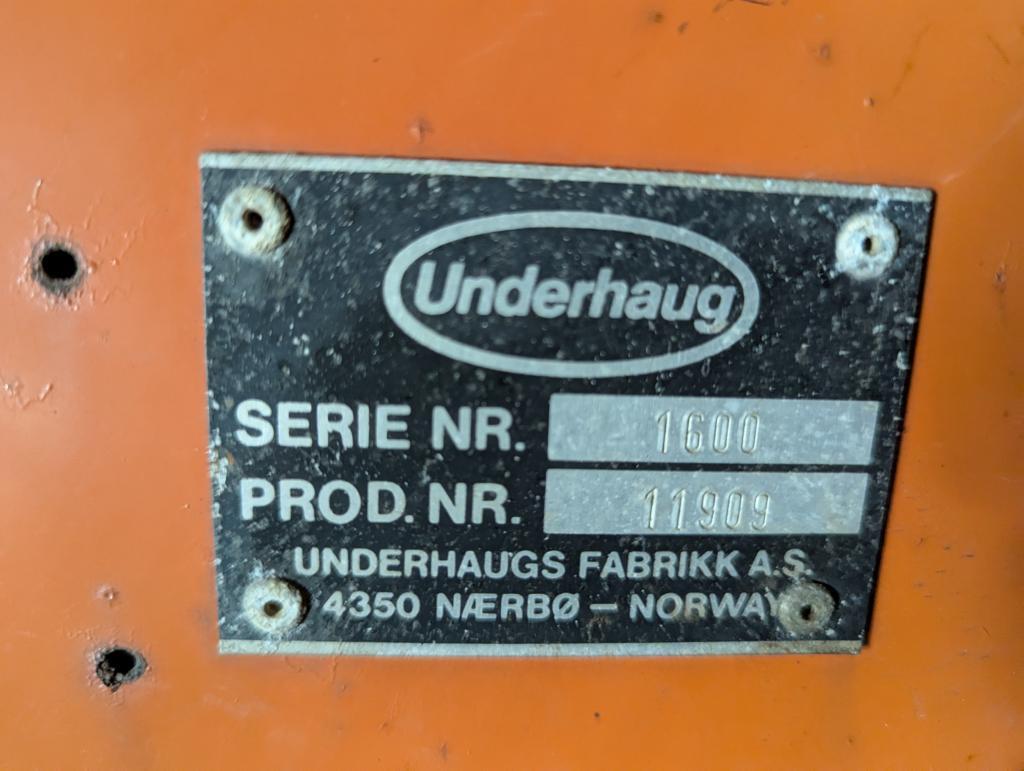 Underhaug
SERIE NR. 1600
PROD. NR. 11909
UNDERHAUGS FABRIKK A.S.
4350 NÆRBØ – NORWAY